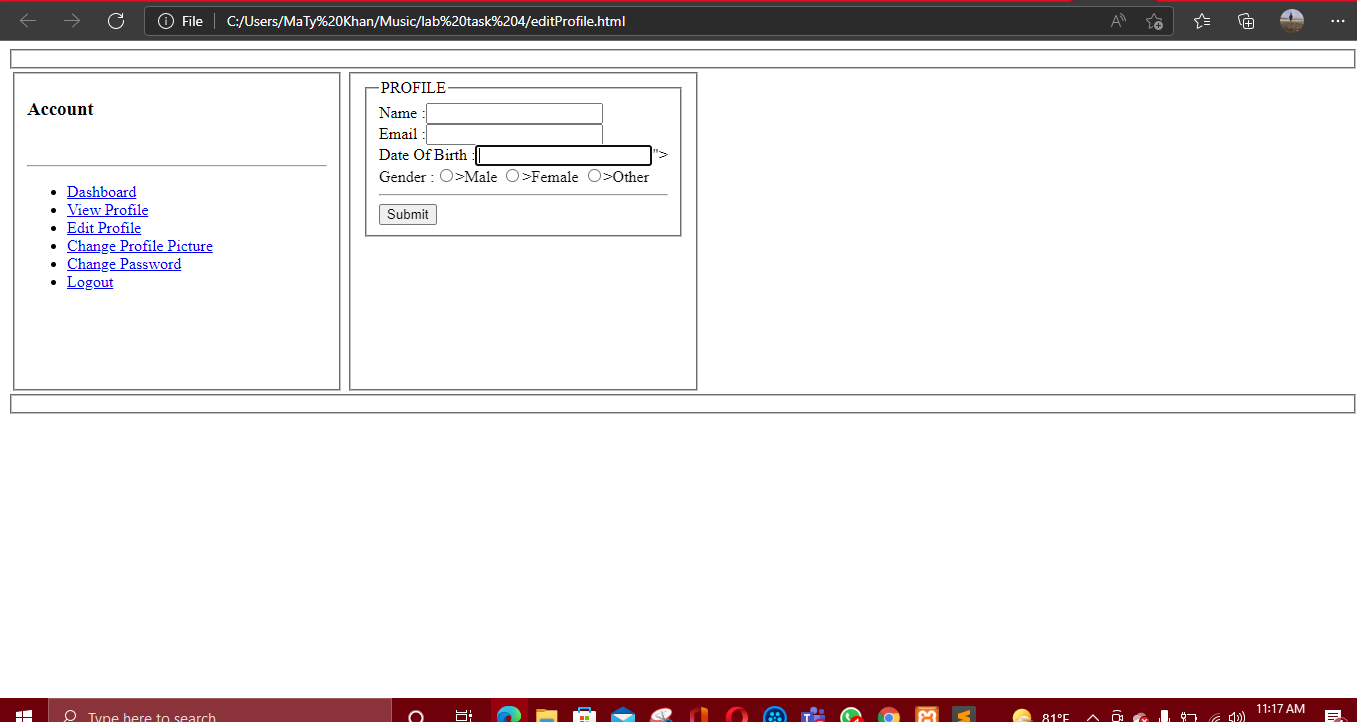 File C:/Users/MaTy%20Khan/Music/lab%20task%204/editProfile.html
Account
Dashboard
View Profile
Edit Profile
Change Profile Picture
Change Password
Logout
PROFILE
Name :
Email :
Date Of Birth : ">
Gender : >Male >Female >Other
Submit
Type here to search
81°F
11:17 AM